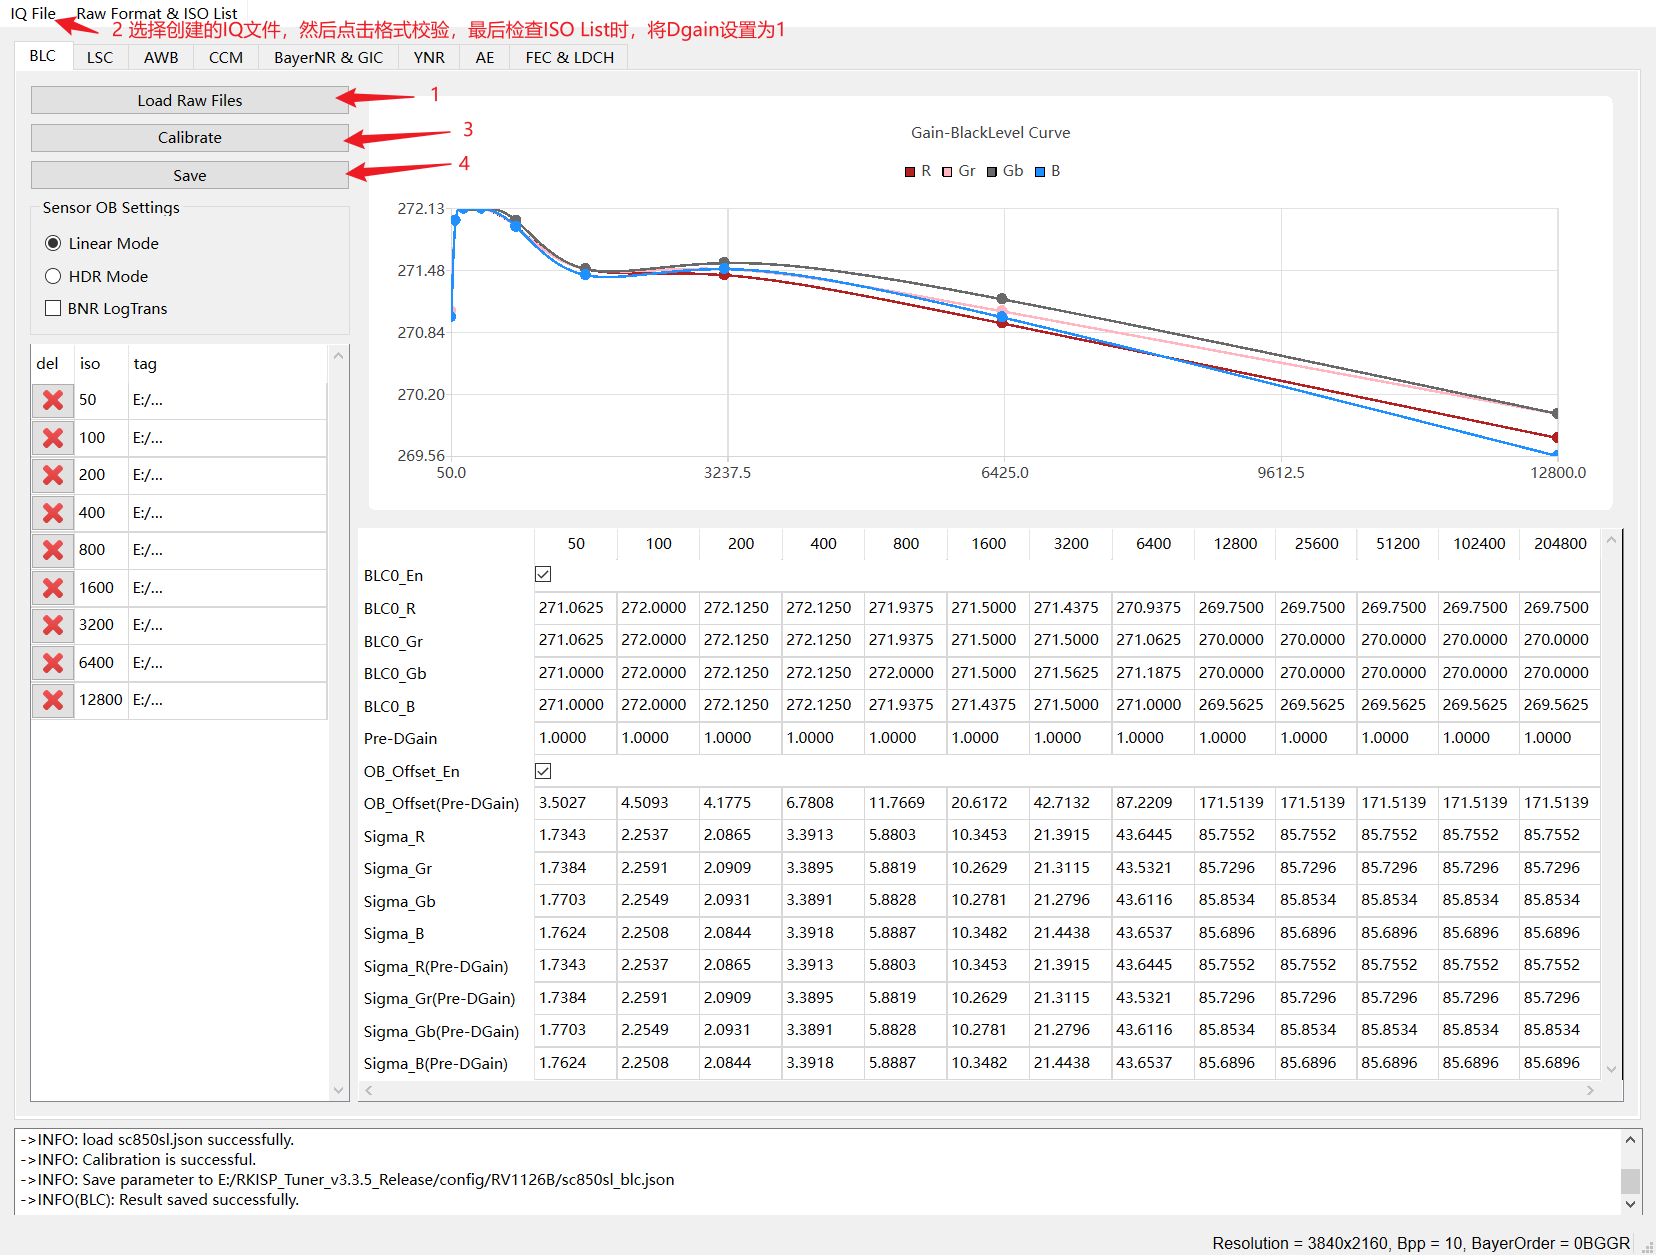 IQ File Raw Format & ISO List
2 选择创建的IQ文件，然后点击格式校验，最后检查ISO List时，将Dgain设置为1
BLC LSC AWB CCM BayerNR & GIC YNR AE FEC & LDCH
Load Raw Files 1
Calibrate 3
Save 4
Sensor OB Settings
Linear Mode
HDR Mode
BNR LogTrans
del iso tag
50 E:/...
100 E:/...
200 E:/...
400 E:/...
800 E:/...
1600 E:/...
3200 E:/...
6400 E:/...
12800 E:/...
Gain-BlackLevel Curve
R Gr Gb B
272.13
271.48
270.84
270.20
269.56
50.0 3237.5 6425.0 9612.5 12800.0
50 100 200 400 800 1600 3200 6400 12800 25600 51200 102400 204800
BLC0_En
BLC0_R 271.0625 272.0000 272.1250 272.1250 271.9375 271.5000 271.4375 270.9375 269.7500 269.7500 269.7500 269.7500 269.7500
BLC0_Gr 271.0625 272.0000 272.1250 272.1250 271.9375 271.5000 271.5000 271.0625 270.0000 270.0000 270.0000 270.0000 270.0000
BLC0_Gb 271.0000 272.0000 272.1250 272.1250 272.0000 271.5000 271.5625 271.1875 270.0000 270.0000 270.0000 270.0000 270.0000
BLC0_B 271.0000 272.0000 272.1250 272.1250 271.9375 271.4375 271.5000 271.0000 269.5625 269.5625 269.5625 269.5625 269.5625
Pre-DGain 1.0000 1.0000 1.0000 1.0000 1.0000 1.0000 1.0000 1.0000 1.0000 1.0000 1.0000 1.0000 1.0000
OB_Offset_En
OB_Offset(Pre-DGain) 3.5027 4.5093 4.1775 6.7808 11.7669 20.6172 42.7132 87.2209 171.5139 171.5139 171.5139 171.5139 171.5139
Sigma_R 1.7343 2.2537 2.0865 3.3913 5.8803 10.3453 21.3915 43.6445 85.7552 85.7552 85.7552 85.7552 85.7552
Sigma_Gr 1.7384 2.2591 2.0909 3.3895 5.8819 10.2629 21.3115 43.5321 85.7296 85.7296 85.7296 85.7296 85.7296
Sigma_Gb 1.7703 2.2549 2.0931 3.3891 5.8828 10.2781 21.2796 43.6116 85.8534 85.8534 85.8534 85.8534 85.8534
Sigma_B 1.7624 2.2508 2.0844 3.3918 5.8887 10.3482 21.4438 43.6537 85.6896 85.6896 85.6896 85.6896 85.6896
Sigma_R(Pre-DGain) 1.7343 2.2537 2.0865 3.3913 5.8803 10.3453 21.3915 43.6445 85.7552 85.7552 85.7552 85.7552 85.7552
Sigma_Gr(Pre-DGain) 1.7384 2.2591 2.0909 3.3895 5.8819 10.2629 21.3115 43.5321 85.7296 85.7296 85.7296 85.7296 85.7296
Sigma_Gb(Pre-DGain) 1.7703 2.2549 2.0931 3.3891 5.8828 10.2781 21.2796 43.6116 85.8534 85.8534 85.8534 85.8534 85.8534
Sigma_B(Pre-DGain) 1.7624 2.2508 2.0844 3.3918 5.8887 10.3482 21.4438 43.6537 85.6896 85.6896 85.6896 85.6896 85.6896
->INFO: load sc850sl.json successfully.
->INFO: Calibration is successful.
->INFO: Save parameter to E:/RKISP_Tuner_v3.3.5_Release/config/RV1126B/sc850sl_blc.json
->INFO(BLC): Result saved successfully.
Resolution = 3840x2160, Bpp = 10, BayerOrder = 0BGGR